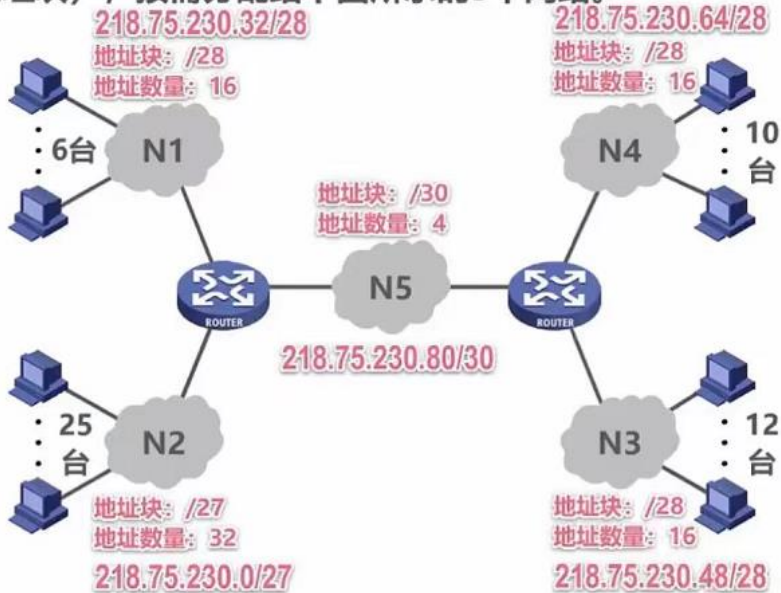 218.75.230.32/28
地址块：/28
地址数量：16
218.75.230.64/28
地址块：/28
地址数量：16
6台
N1
N4
10
台
地址块：/30
地址数量：4
N5
ROUTER
ROUTER
218.75.230.80/30
25
台
N2
N3
12
台
地址块：/27
地址数量：32
218.75.230.0/27
地址块：/28
地址数量：16
218.75.230.48/28